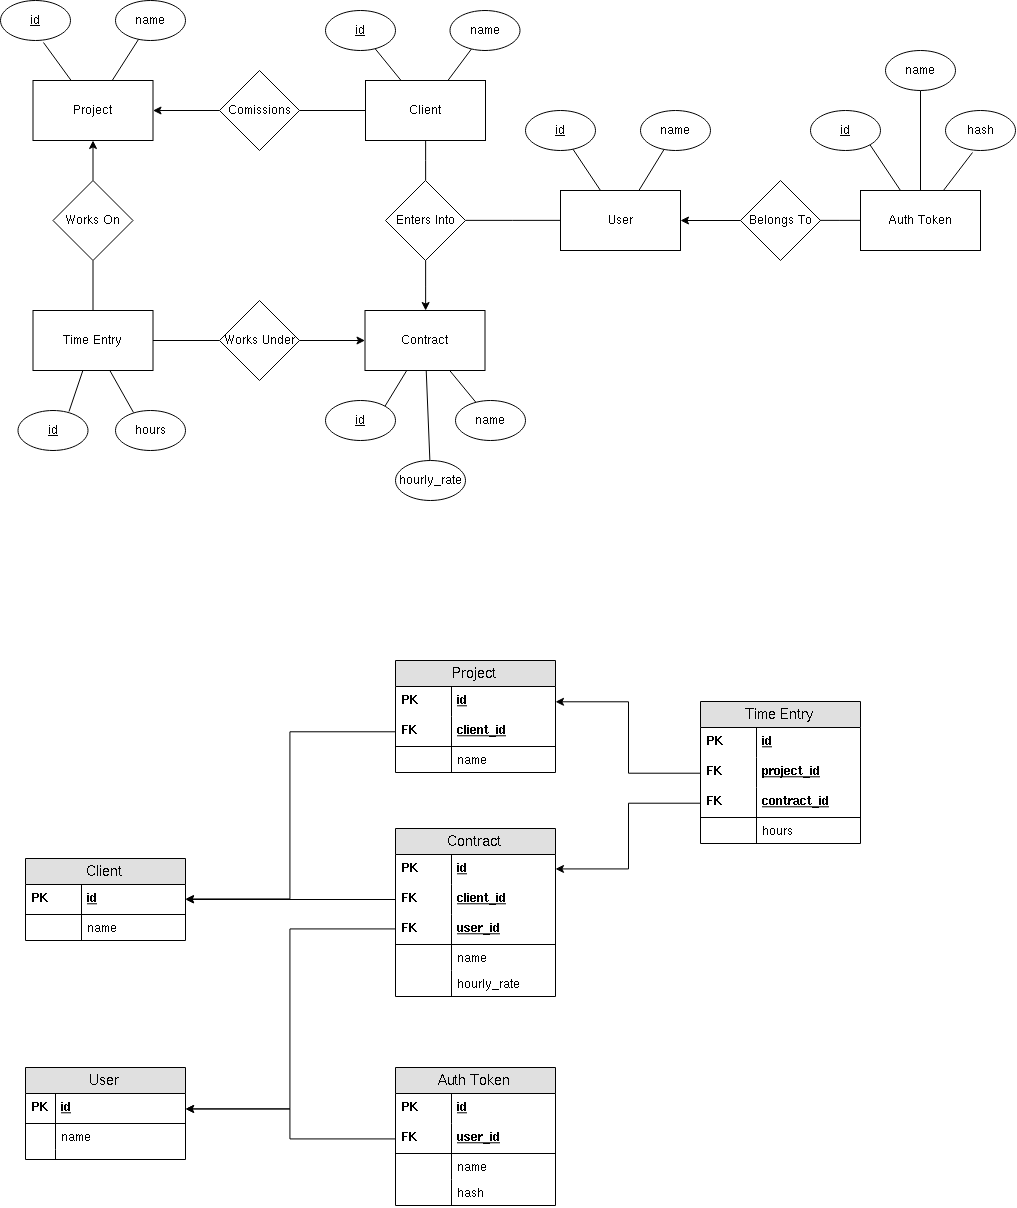 id
name
id
name
name
Project
Comissions
Client
id
name
id
hash
Works On
Enters Into
User
Belongs To
Auth Token
Time Entry
Works Under
Contract
id
hours
id
name
hourly_rate
Project
PK id
FK client_id
name
Time Entry
PK id
FK project_id
FK contract_id
hours
Contract
PK id
FK client_id
FK user_id
name
hourly_rate
Client
PK id
name
User
PK id
name
Auth Token
PK id
FK user_id
name
hash